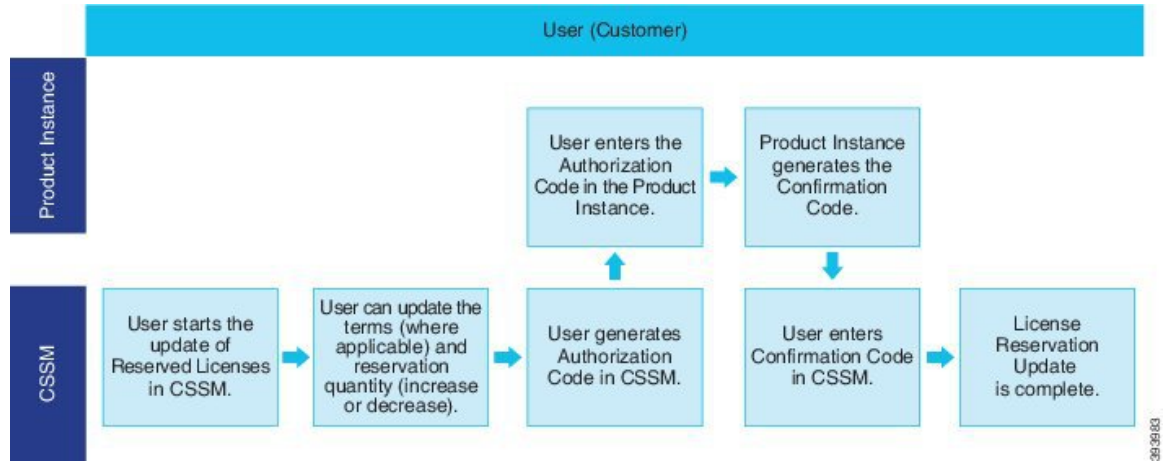 User (Customer)
Product Instance
User enters the
Authorization
Code in the Product
Instance.
Product Instance
generates the
Confirmation
Code.
CSSM
User starts the
update of
Reserved Licenses
in CSSM.
User can update the
terms (where
applicable) and
reservation
quantity (increase
or decrease).
User generates
Authorization
Code in CSSM.
User enters
Confirmation Code
in CSSM.
License
Reservation
Update
is complete.
393983